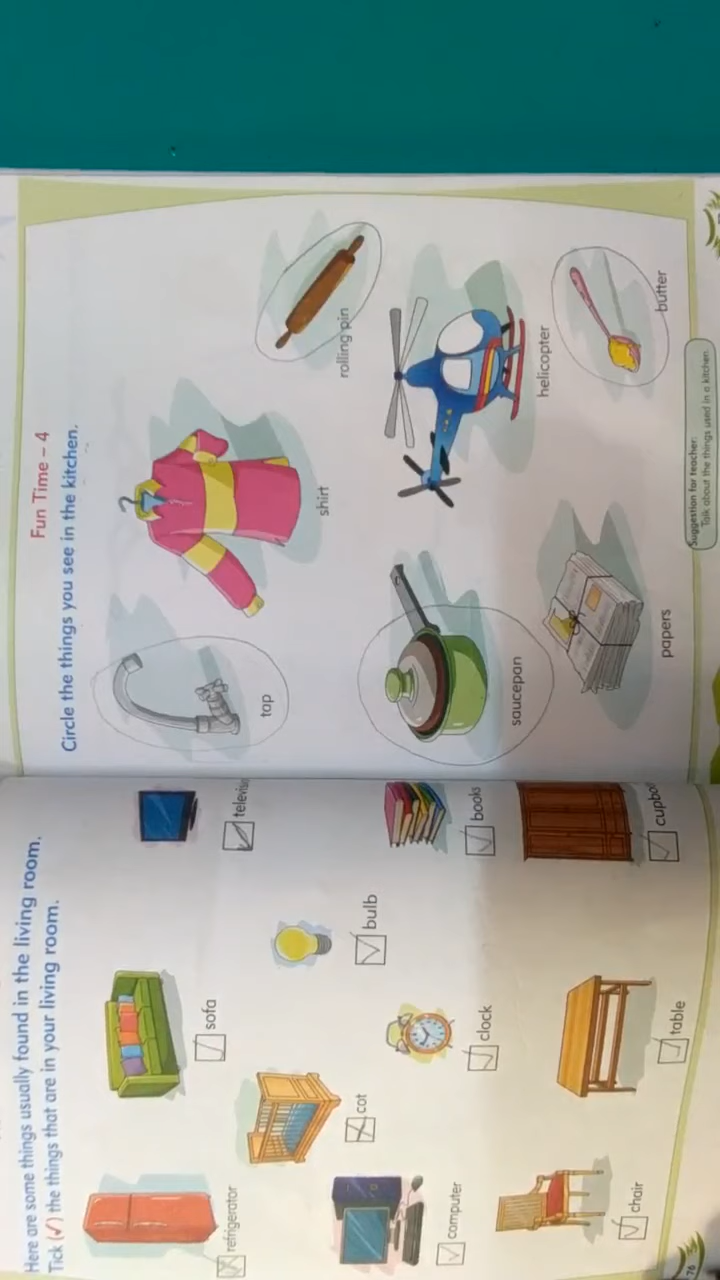 Here are some things usually found in the living room.
Tick (✓) the things that are in your living room.
refrigerator
sofa
televisi
cot
bulb
computer
clock
books
chair
table
cupbo
76
Fun Time – 4
Circle the things you see in the kitchen.
tap
shirt
rolling pin
saucepan
helicopter
papers
butter
Suggestion for teacher:
Talk about the things used in a kitchen.